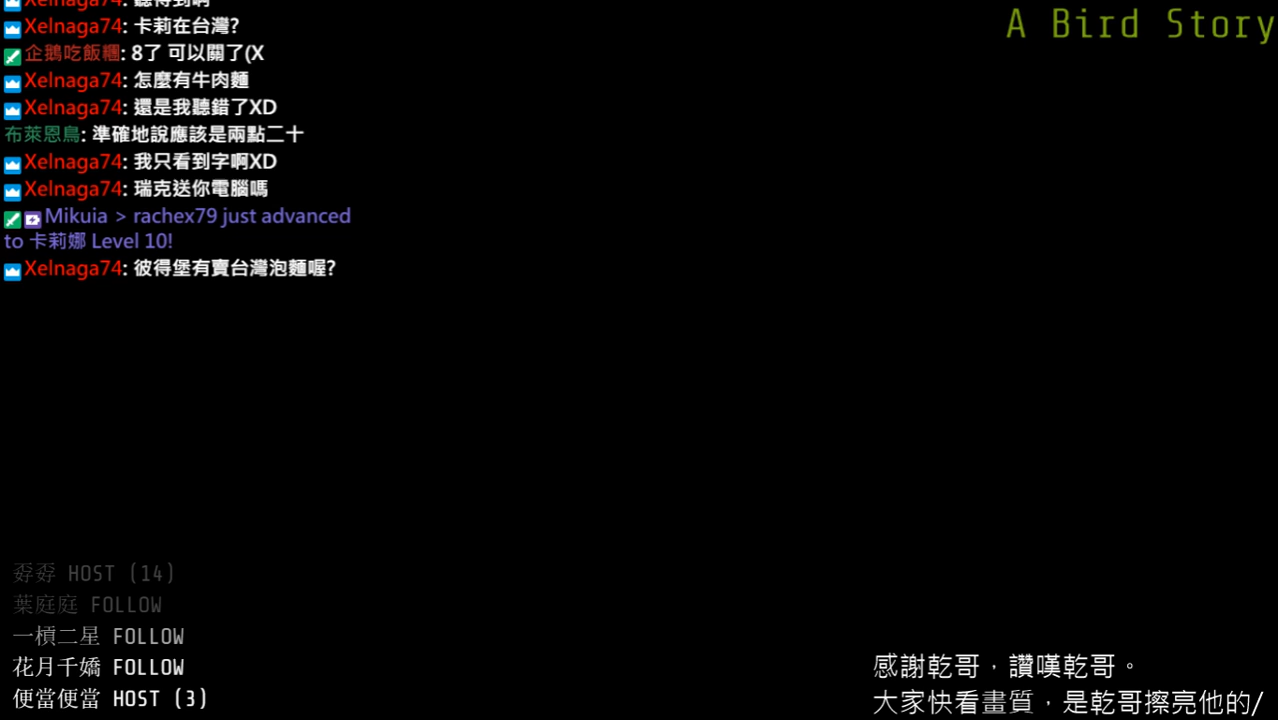 Xelnaga74: 聽得到啊
Xelnaga74: 卡莉在台灣?
企鵝吃飯糰: 8了 可以關了(X
Xelnaga74: 怎麼有牛肉麵
Xelnaga74: 還是我聽錯了XD
布萊恩鳥: 準確地說應該是兩點二十
Xelnaga74: 我只看到字啊XD
Xelnaga74: 瑞克送你電腦嗎
Mikuia > rachex79 just advanced
to 卡莉娜 Level 10!
Xelnaga74: 彼得堡有賣台灣泡麵喔?
A Bird Story
孬孬 HOST (14)
葉庭庭 FOLLOW
一槓二星 FOLLOW
花月千嬌 FOLLOW
便當便當 HOST (3)
感謝乾哥，讚嘆乾哥。
大家快看畫質，是乾哥擦亮他的/